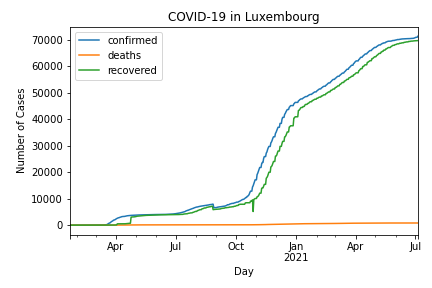 COVID-19 in Luxembourg
confirmed
deaths
recovered
Number of Cases
70000
60000
50000
40000
30000
20000
10000
0
Apr
Jul
Oct
Jan
2021
Apr
Jul
Day